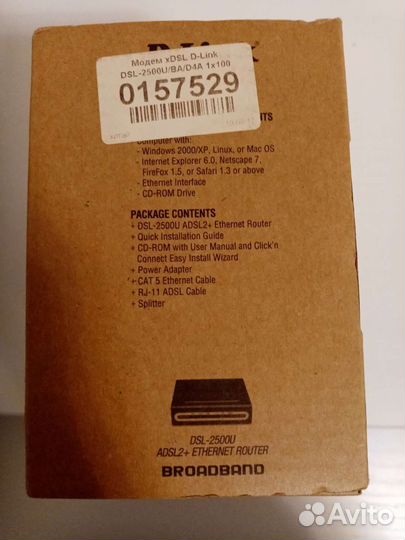 D-Link
Модем xDSL D-Link
DSL-2500U/BA/D4A 1x100
0157529
Computer with:
- Windows 2000/XP, Linux, or Mac OS
- Internet Explorer 6.0, Netscape 7,
FireFox 1.5, or Safari 1.3 or above
- Ethernet Interface
- CD-ROM Drive
PACKAGE CONTENTS
+ DSL-2500U ADSL2+ Ethernet Router
+ Quick Installation Guide
+ CD-ROM with User Manual and Click'n
Connect Easy Install Wizard
+ Power Adapter
+ CAT 5 Ethernet Cable
+ RJ-11 ADSL Cable
+ Splitter
DSL-2500U
ADSL2+ ETHERNET ROUTER
BROADBAND
Avito